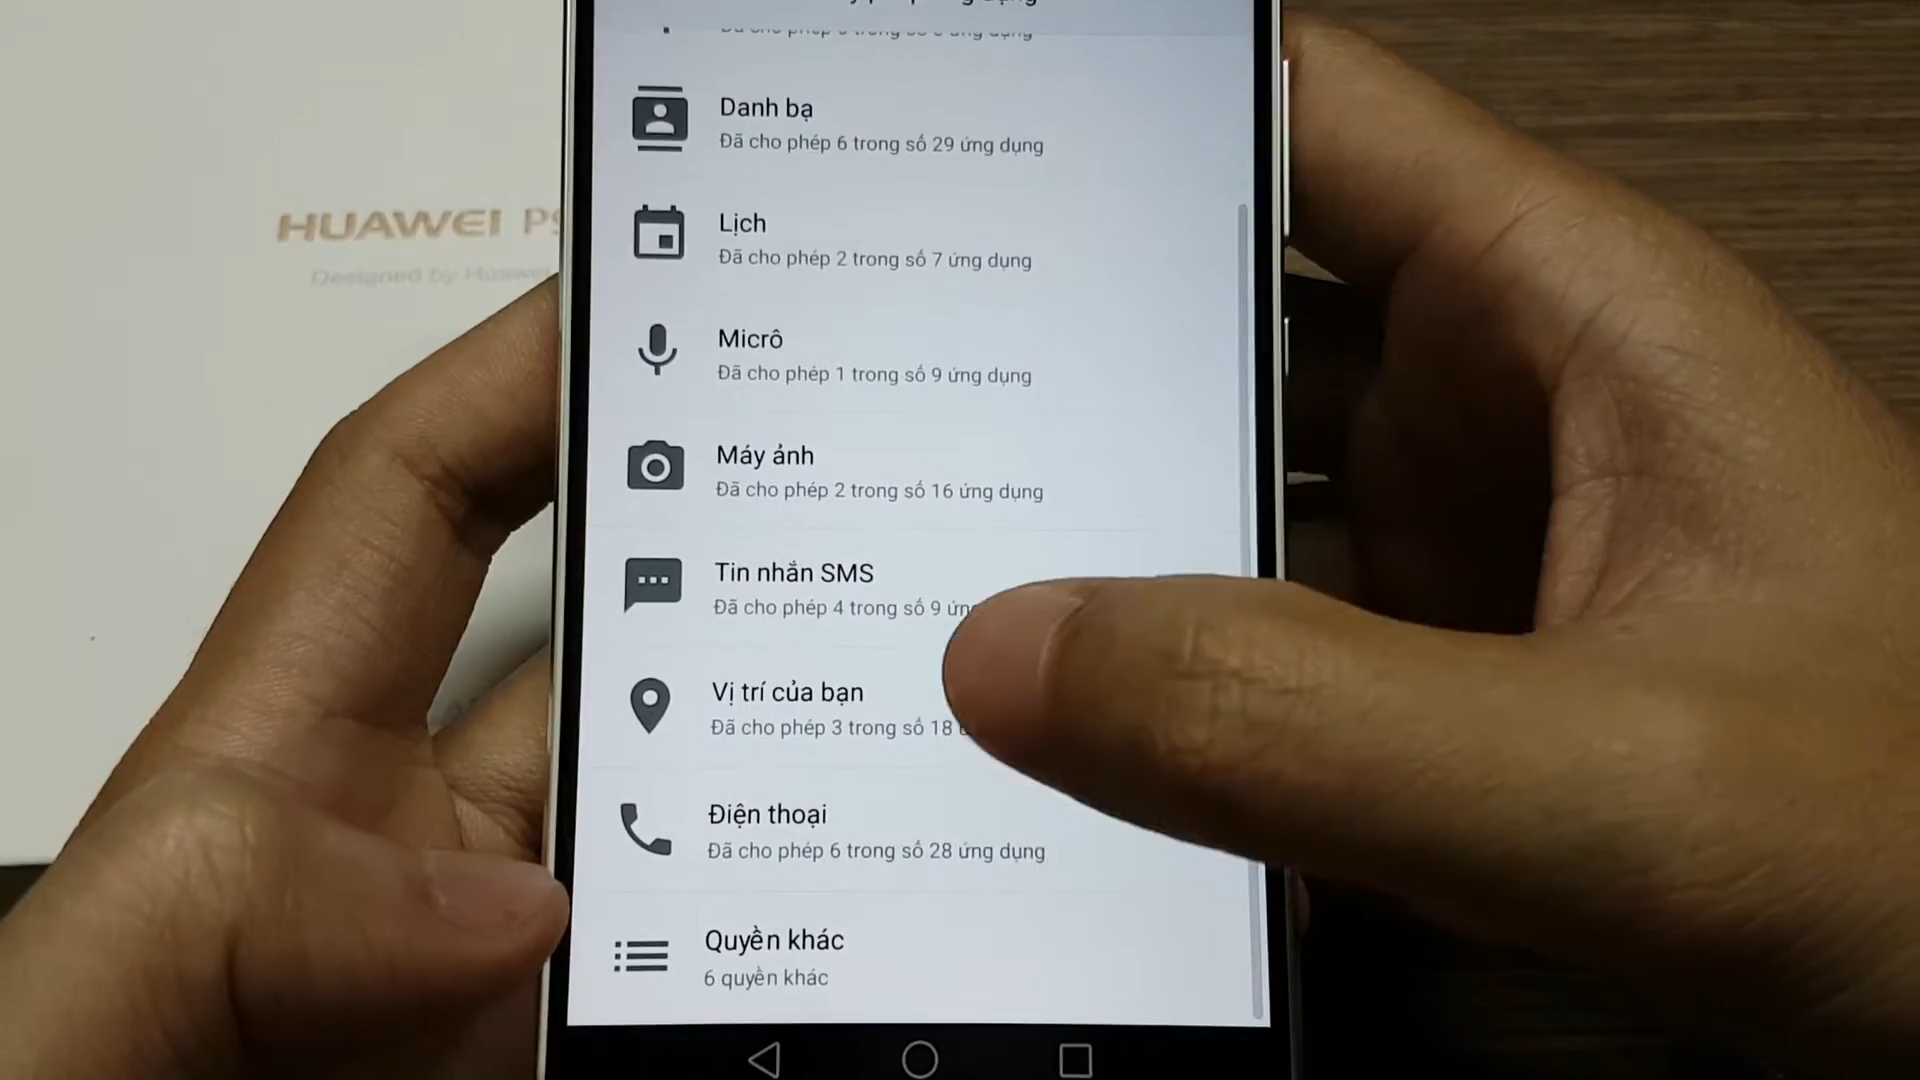 HUAWEI
Designed by Huawei
Danh bạ
Đã cho phép 6 trong số 29 ứng dụng
Lịch
Đã cho phép 2 trong số 7 ứng dụng
Micrô
Đã cho phép 1 trong số 9 ứng dụng
Máy ảnh
Đã cho phép 2 trong số 16 ứng dụng
Tin nhắn SMS
Đã cho phép 4 trong số 9
Vị trí của bạn
Đã cho phép 3 trong số 18
Điện thoại
Đã cho phép 6 trong số 28 ứng dụng
Quyền khác
6 quyền khác